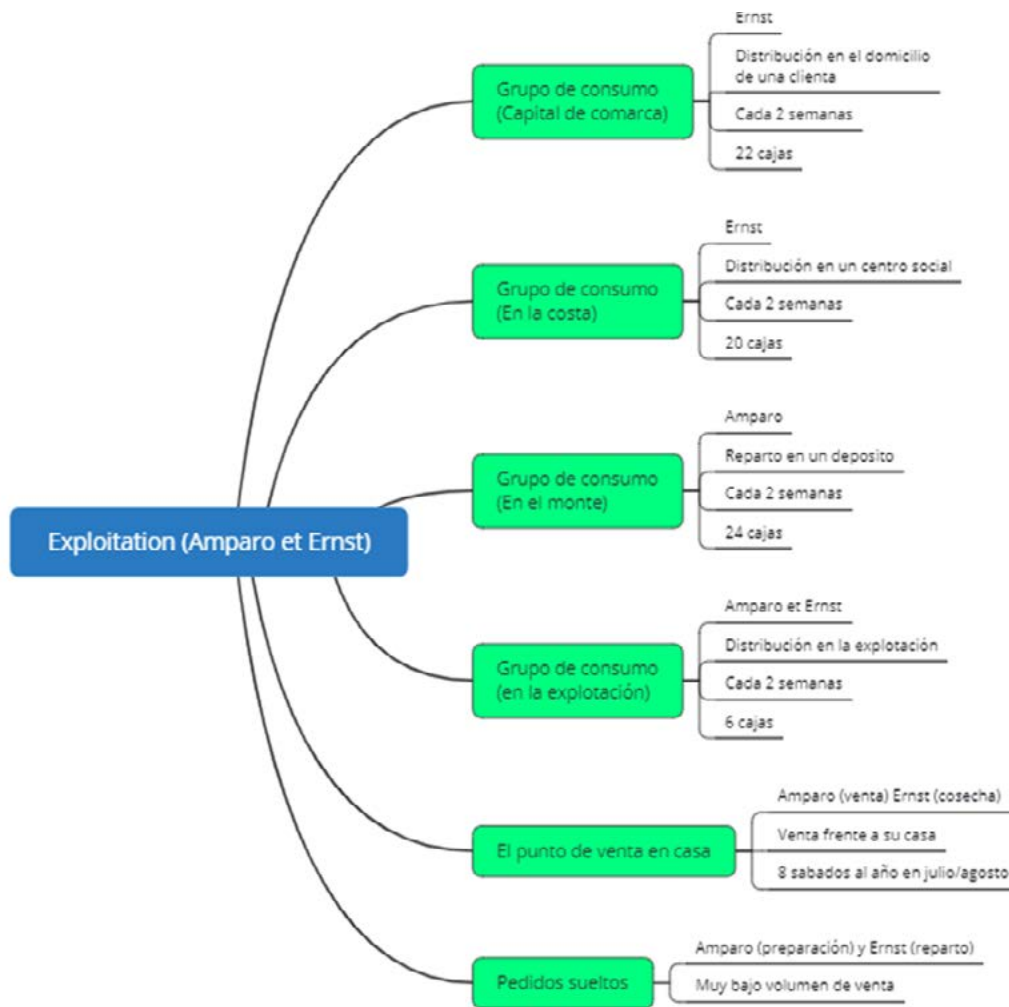 Exploitation (Amparo et Ernst)
Grupo de consumo
(Capital de comarca)
Ernst
Distribución en el domicilio
de una clienta
Cada 2 semanas
22 cajas
Grupo de consumo
(En la costa)
Ernst
Distribución en un centro social
Cada 2 semanas
20 cajas
Grupo de consumo
(En el monte)
Amparo
Reparto en un deposito
Cada 2 semanas
24 cajas
Grupo de consumo
(en la explotación)
Amparo et Ernst
Distribución en la explotación
Cada 2 semanas
6 cajas
El punto de venta en casa
Amparo (venta) Ernst (cosecha)
Venta frente a su casa
8 sabados al año en julio/agosto
Pedidos sueltos
Amparo (preparación) y Ernst (reparto)
Muy bajo volumen de venta